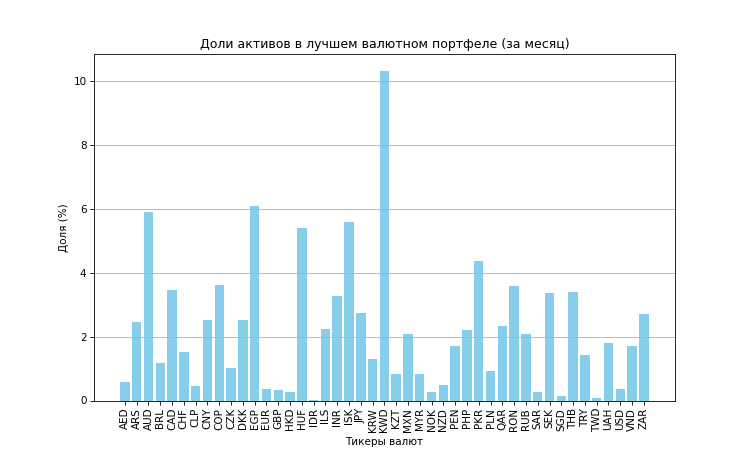 Доли активов в лучшем валютном портфеле (за месяц)
Доля (%)
10
8
6
4
2
0
AED ARS AUD BRL CAD CHF CLP CNY COP CZK DKK EGP EUR GBP HKD HUF IDR ILS INR ISK JPY KRW KWD KZT MXN MYR NOK NZD PEN PHP PKR PLN QAR RON RUB SAR SEK SGD THB TRY TWD UAH USD VND ZAR
Тикеры валют